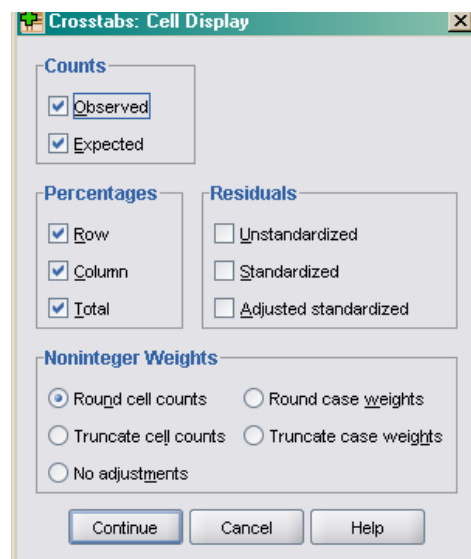 Crosstabs: Cell Display
Counts
Observed
Expected
Percentages
Row
Column
Total
Residuals
Unstandardized
Standardized
Adjusted standardized
Noninteger Weights
Round cell counts
Round case weights
Truncate cell counts
Truncate case weights
No adjustments
Continue
Cancel
Help